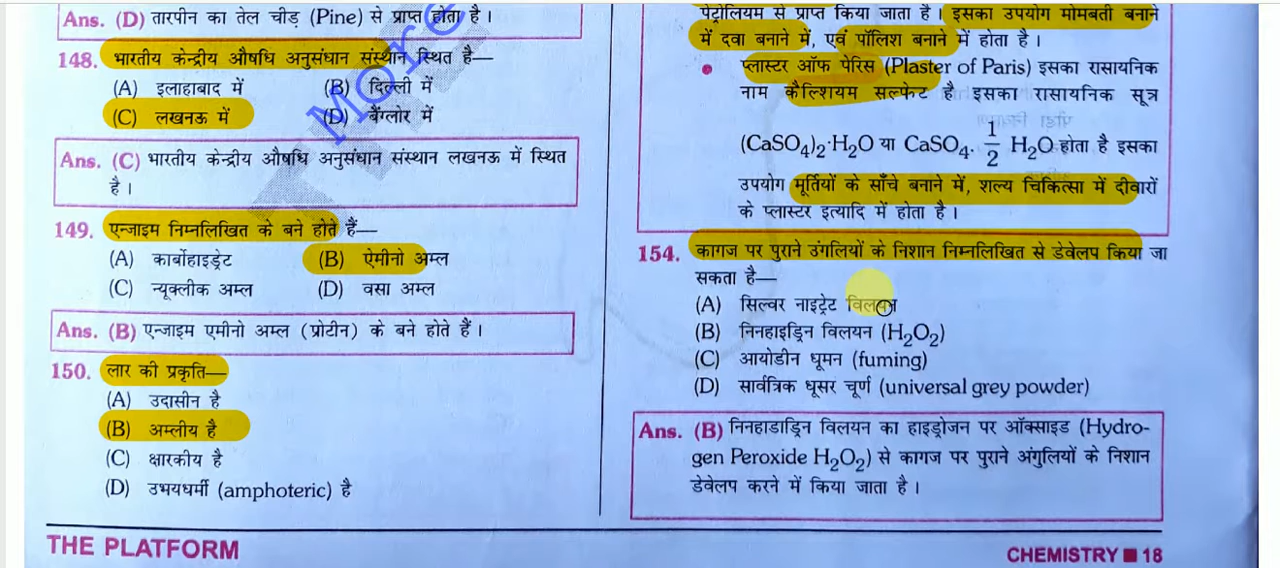 Ans. (D) तारपीन का तेल चीड़ (Pine) से प्राप्त होता है ।
148. भारतीय केन्द्रीय औषधि अनुसंधान संस्थान स्थित है—
(A) इलाहाबाद में (B) दिल्ली में
(C) लखनऊ में (D) बैंग्लोर में
Ans. (C) भारतीय केन्द्रीय औषधि अनुसंधान संस्थान लखनऊ में स्थित
है ।
149. एन्जाइम निम्नलिखित के बने होते हैं—
(A) कार्बोहाइड्रेट (B) ऐमीनो अम्ल
(C) न्यूक्लीक अम्ल (D) वसा अम्ल
Ans. (B) एन्जाइम एमीनो अम्ल (प्रोटीन) के बने होते हैं ।
150. लार की प्रकृति—
(A) उदासीन है
(B) अम्लीय है
(C) क्षारकीय है
(D) उभयधर्मी (amphoteric) है
पेट्रोलियम से प्राप्त किया जाता है । इसका उपयोग मोमबती बनाने
में दवा बनाने में, एवं पॉलिश बनाने में होता है ।
• प्लास्टर ऑफ पेरिस (Plaster of Paris) इसका रासायनिक
नाम कैल्शियम सल्फेट है इसका रासायनिक सूत्र
(CaSO₄)₂·H₂O या CaSO₄. 1/2 H₂O होता है इसका
उपयोग मूर्तियों के साँचे बनाने में, शल्य चिकित्सा में दीवारों
के प्लास्टर इत्यादि में होता है ।
154. कागज पर पुराने उंगलियों के निशान निम्नलिखित से डेवेलप किया जा
सकता है—
(A) सिल्वर नाइट्रेट विलयन
(B) निनहाइड्रिन विलयन (H₂O₂)
(C) आयोडीन धूमन (fuming)
(D) सार्वत्रिक धूसर चूर्ण (universal grey powder)
Ans. (B) निनहाडाड्रिन विलयन का हाइड्रोजन पर ऑक्साइड (Hydro-
gen Peroxide H₂O₂) से कागज पर पुराने अंगुलियों के निशान
डेवेलप करने में किया जाता है ।
THE PLATFORM
CHEMISTRY ■ 18
More